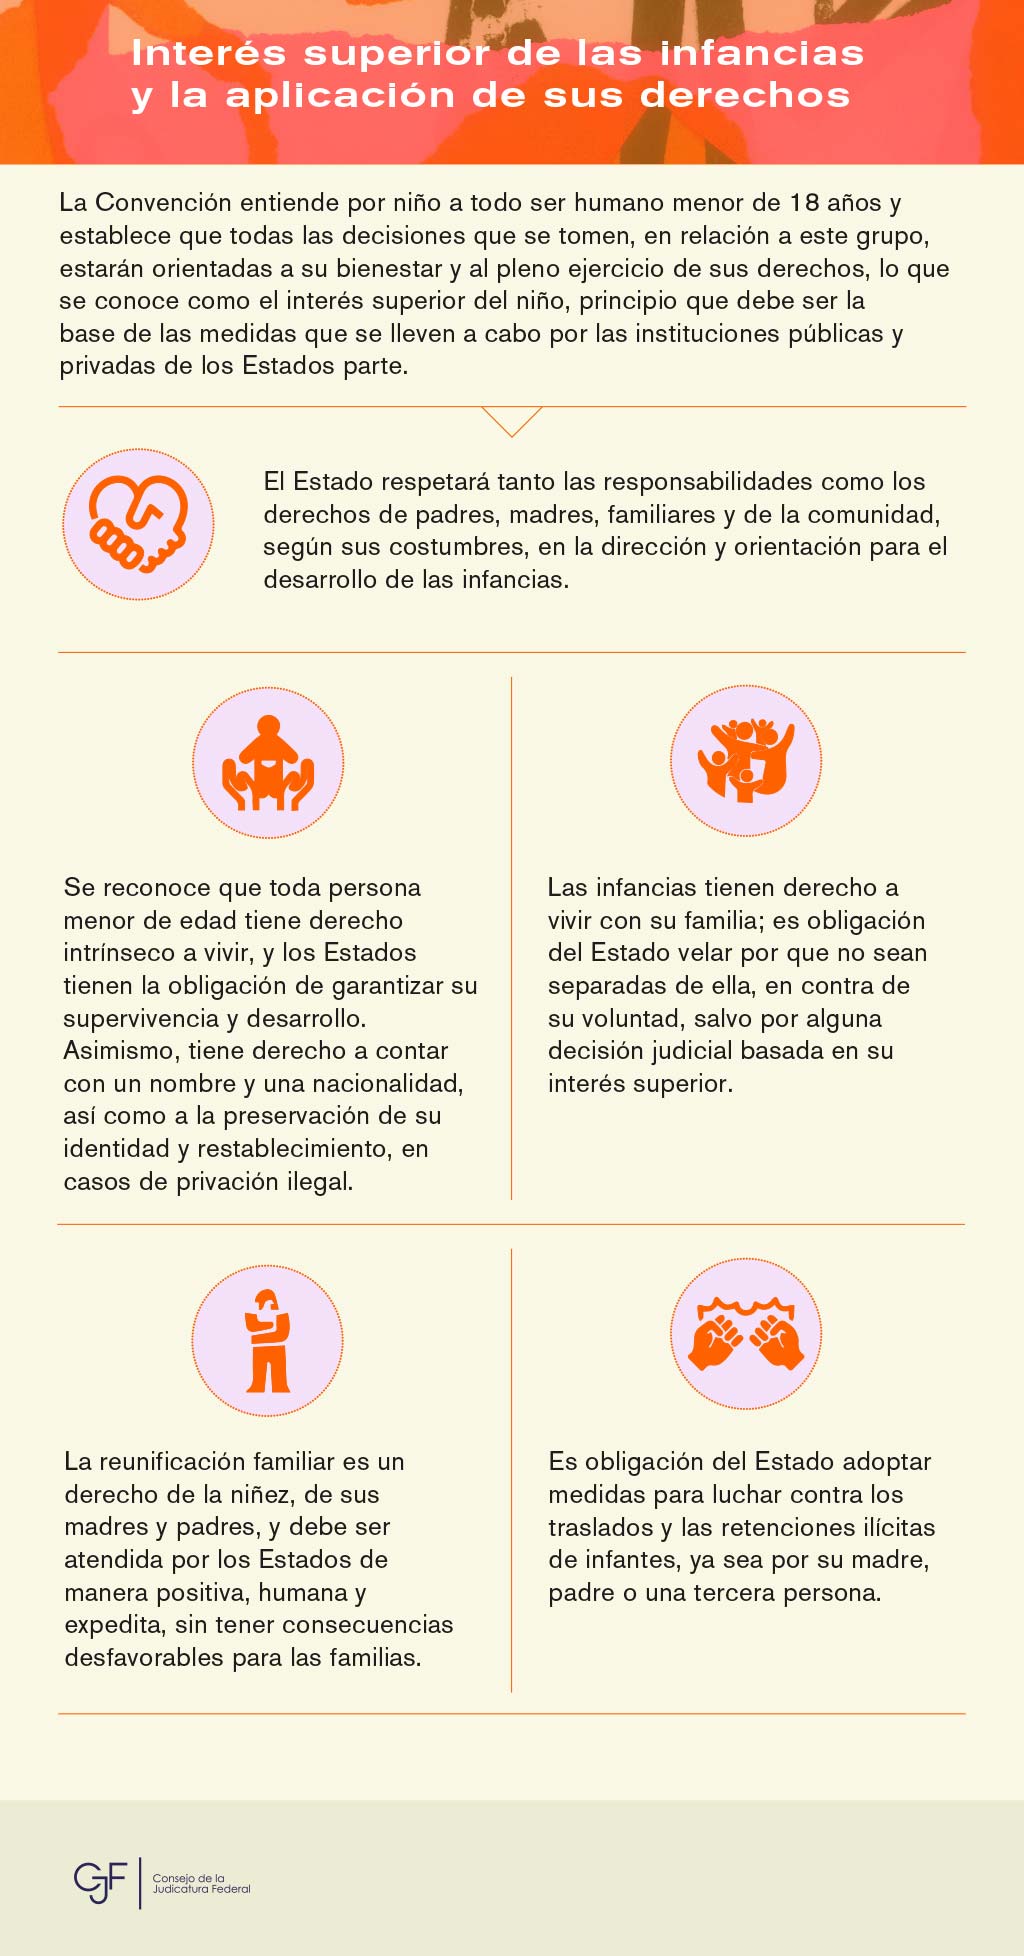 Interés superior de las infancias
y la aplicación de sus derechos
La Convención entiende por niño a todo ser humano menor de 18 años y
establece que todas las decisiones que se tomen, en relación a este grupo,
estarán orientadas a su bienestar y al pleno ejercicio de sus derechos, lo que
se conoce como el interés superior del niño, principio que debe ser la
base de las medidas que se lleven a cabo por las instituciones públicas y
privadas de los Estados parte.
El Estado respetará tanto las responsabilidades como los
derechos de padres, madres, familiares y de la comunidad,
según sus costumbres, en la dirección y orientación para el
desarrollo de las infancias.
Se reconoce que toda persona
menor de edad tiene derecho
intrínseco a vivir, y los Estados
tienen la obligación de garantizar su
supervivencia y desarrollo.
Asimismo, tiene derecho a contar
con un nombre y una nacionalidad,
así como a la preservación de su
identidad y restablecimiento, en
casos de privación ilegal.
Las infancias tienen derecho a
vivir con su familia; es obligación
del Estado velar por que no sean
separadas de ella, en contra de
su voluntad, salvo por alguna
decisión judicial basada en su
interés superior.
La reunificación familiar es un
derecho de la niñez, de sus
madres y padres, y debe ser
atendida por los Estados de
manera positiva, humana y
expedita, sin tener consecuencias
desfavorables para las familias.
Es obligación del Estado adoptar
medidas para luchar contra los
traslados y las retenciones ilícitas
de infantes, ya sea por su madre,
padre o una tercera persona.
CJF
Consejo de la
Judicatura Federal